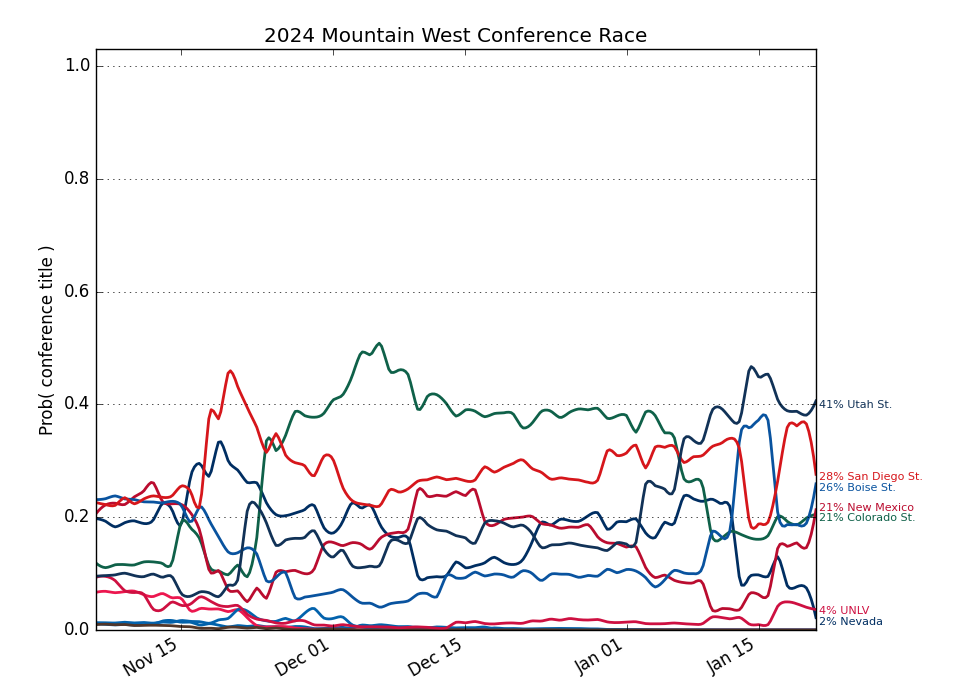 2024 Mountain West Conference Race
Prob( conference title )
1.0
0.8
0.6
0.4
0.2
0.0
41% Utah St.
28% San Diego St.
26% Boise St.
21% New Mexico
21% Colorado St.
4% UNLV
2% Nevada
Nov 15
Dec 01
Dec 15
Jan 01
Jan 15